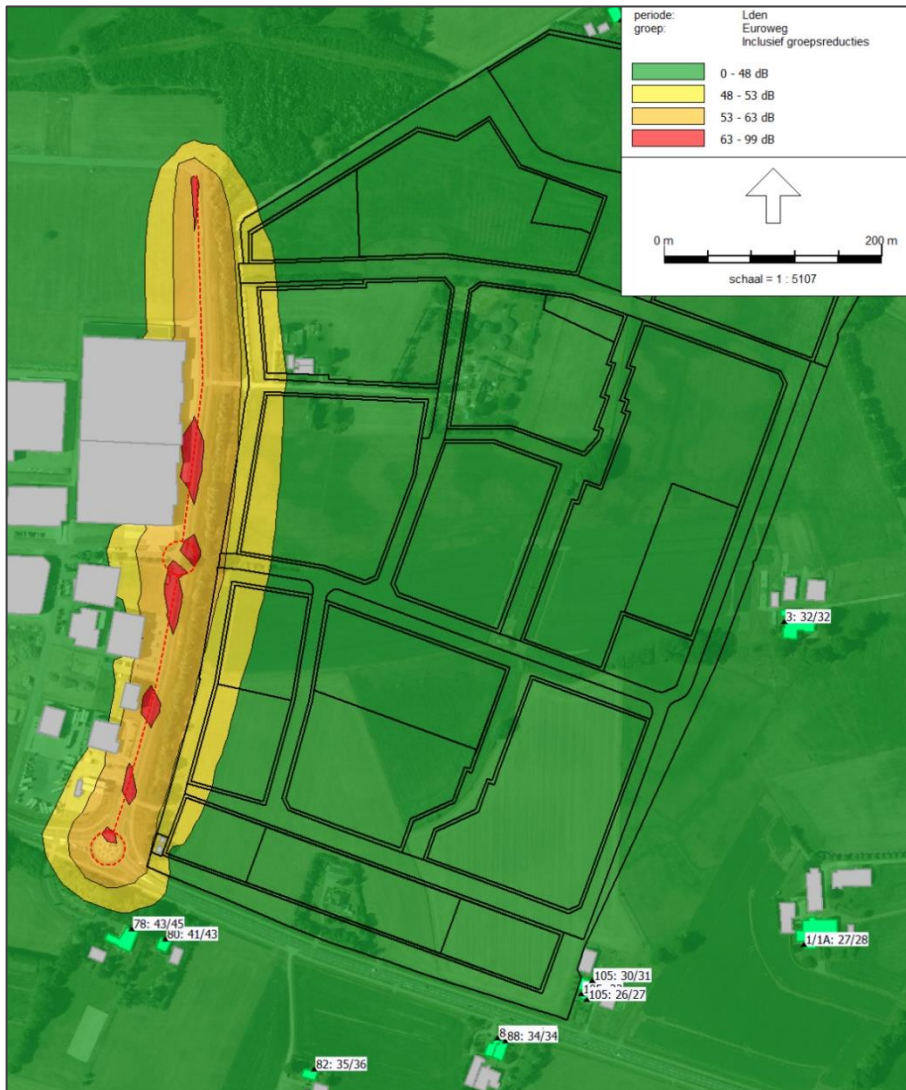 periode: Lden
groep: Euroweg
Inclusief groepsreducties
0 - 48 dB
48 - 53 dB
53 - 63 dB
63 - 99 dB
0 m 200 m
schaal = 1 : 5107
3: 32/32
78: 43/45
80: 41/43
1/1A: 27/28
105: 30/31
105: 26/27
88: 34/34
82: 35/36